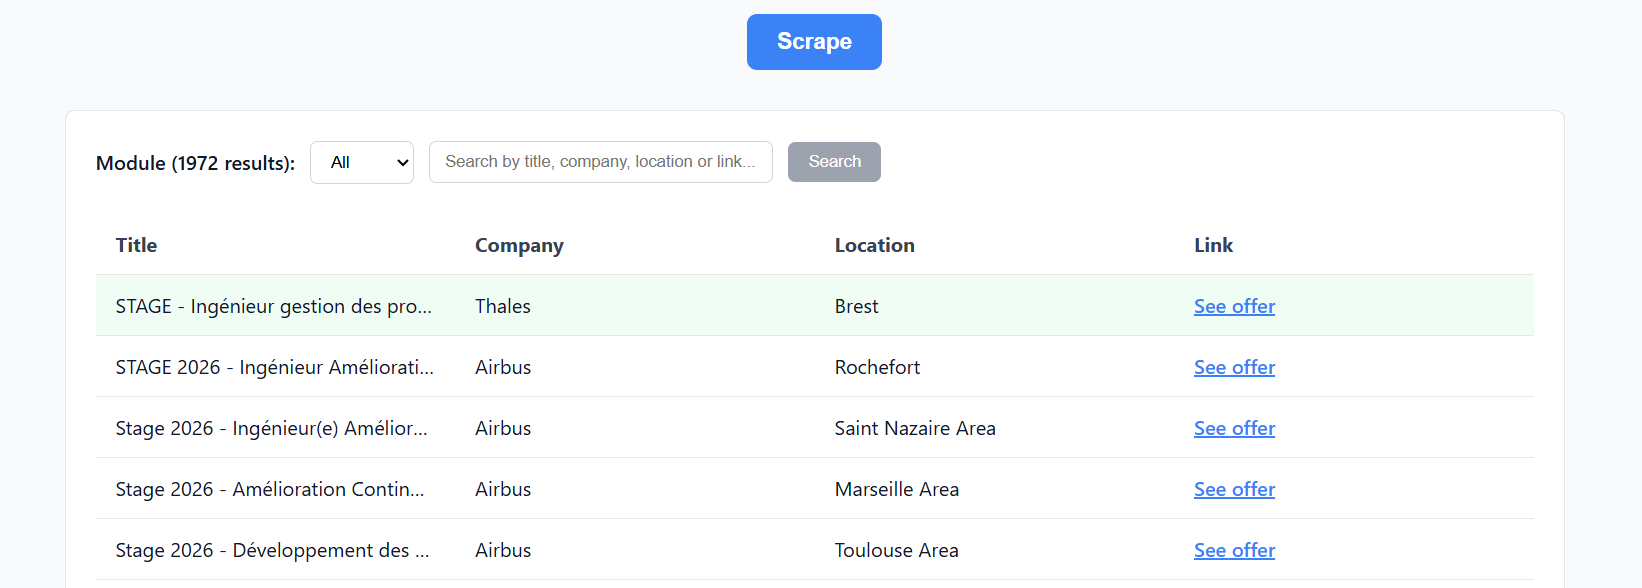 Scrape
Module (1972 results): All Search by title, company, location or link... Search
Title Company Location Link
STAGE - Ingénieur gestion des pro... Thales Brest See offer
STAGE 2026 - Ingénieur Améliorati... Airbus Rochefort See offer
Stage 2026 - Ingénieur(e) Amélior... Airbus Saint Nazaire Area See offer
Stage 2026 - Amélioration Contin... Airbus Marseille Area See offer
Stage 2026 - Développement des ... Airbus Toulouse Area See offer